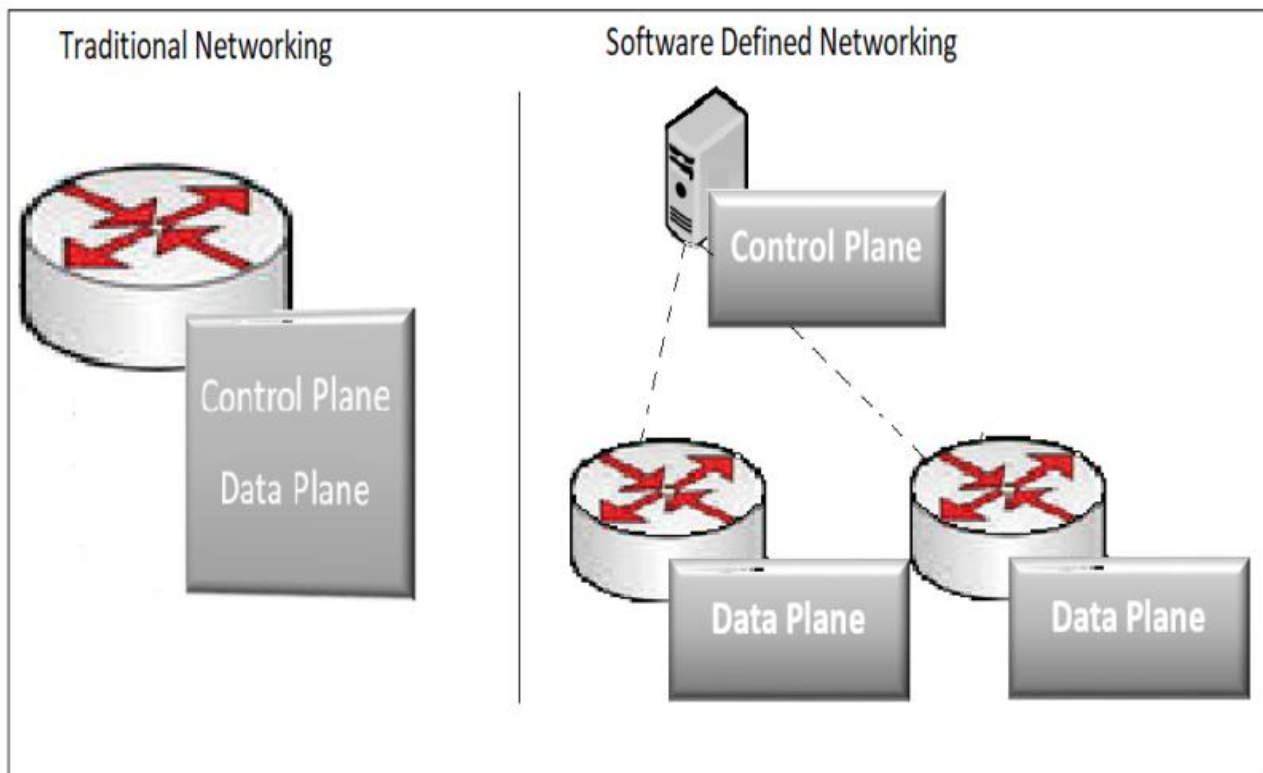 Traditional Networking
Control Plane
Data Plane
Software Defined Networking
Control Plane
Data Plane
Data Plane